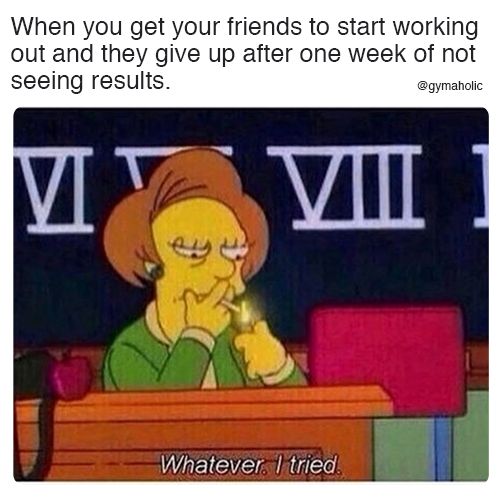 When you get your friends to start working
out and they give up after one week of not
seeing results.
@gymaholic
VI VIII
Whatever. I tried.